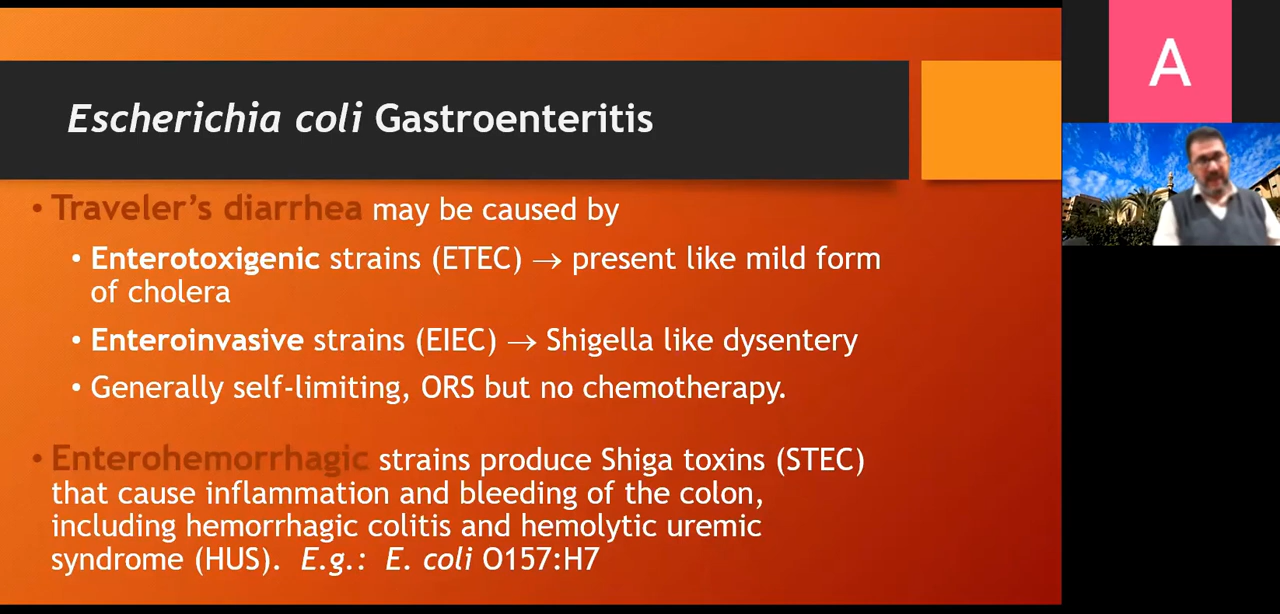 Escherichia coli Gastroenteritis
• Traveler's diarrhea may be caused by
• Enterotoxigenic strains (ETEC) → present like mild form
of cholera
• Enteroinvasive strains (EIEC) → Shigella like dysentery
• Generally self-limiting, ORS but no chemotherapy.
• Enterohemorrhagic strains produce Shiga toxins (STEC)
that cause inflammation and bleeding of the colon,
including hemorrhagic colitis and hemolytic uremic
syndrome (HUS). E.g.: E. coli O157:H7
A